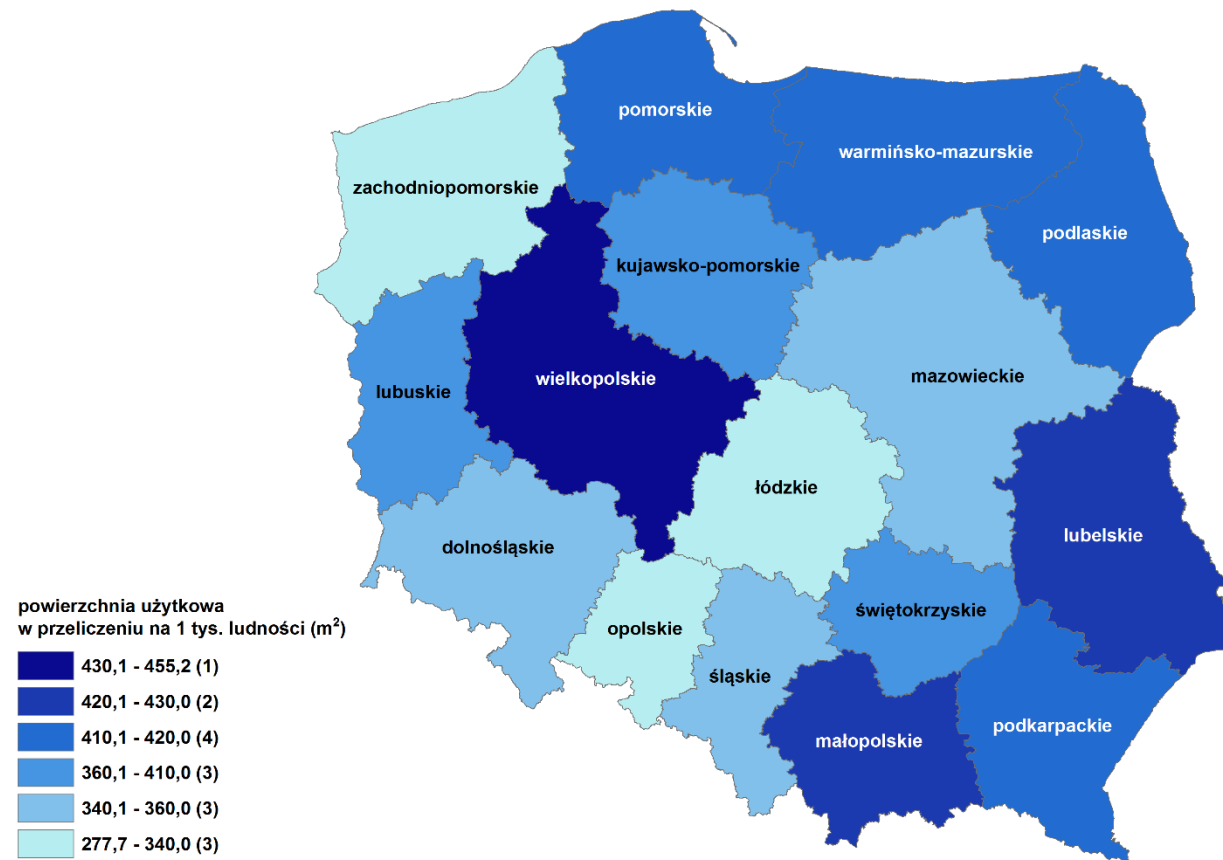 pomorskie
warmińsko-mazurskie
zachodniopomorskie
podlaskie
kujawsko-pomorskie
wielkopolskie
mazowieckie
lubuskie
łódzkie
lubelskie
dolnośląskie
świętokrzyskie
opolskie
śląskie
podkarpackie
małopolskie
powierzchnia użytkowa
w przeliczeniu na 1 tys. ludności (m²)
430,1 - 455,2 (1)
420,1 - 430,0 (2)
410,1 - 420,0 (4)
360,1 - 410,0 (3)
340,1 - 360,0 (3)
277,7 - 340,0 (3)